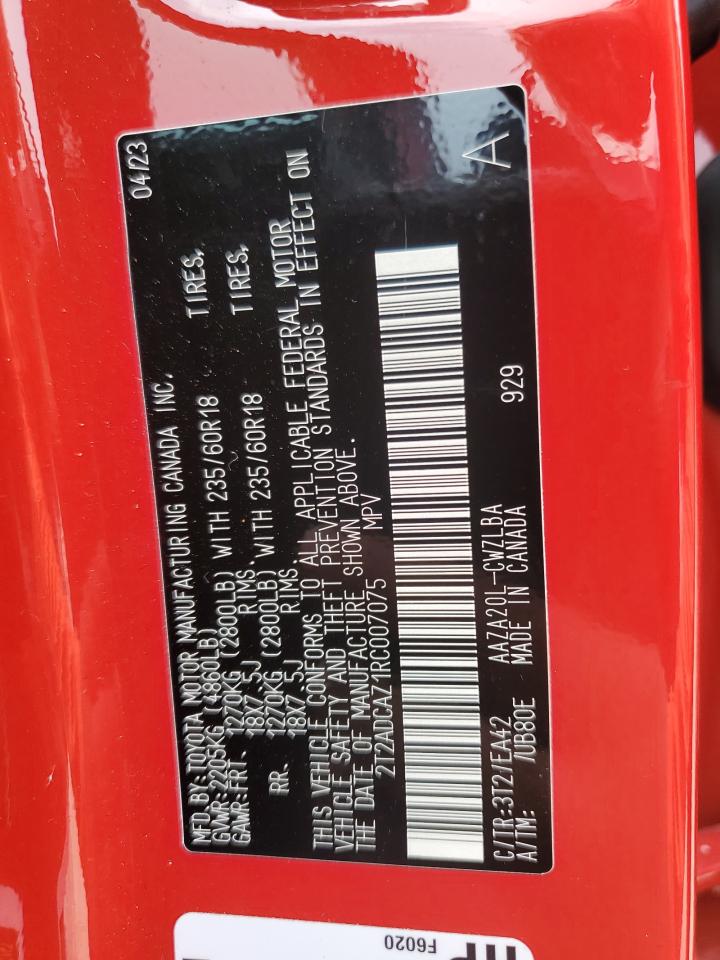 MFD.BY:TOYOTA MOTOR MANUFACTURING CANADA INC. 04/23
GVWR:2205KG (4860LB)
GAWR:FRT. 1270KG (2800LB) WITH 235/60R18 TIRES,
18X7.5J RIMS.
RR. 1270KG (2800LB) WITH 235/60R18 TIRES,
18X7.5J RIMS.
THIS VEHICLE CONFORMS TO ALL APPLICABLE FEDERAL MOTOR
VEHICLE SAFETY AND THEFT PREVENTION STANDARDS IN EFFECT ON
THE DATE OF MANUFACTURE SHOWN ABOVE.
2T2ADCAZ1RC007075 MPV
C/TR:3T27EA42 AAZA20L-CWZLBA
A/TM: /UB80E MADE IN CANADA 929 A
F6020